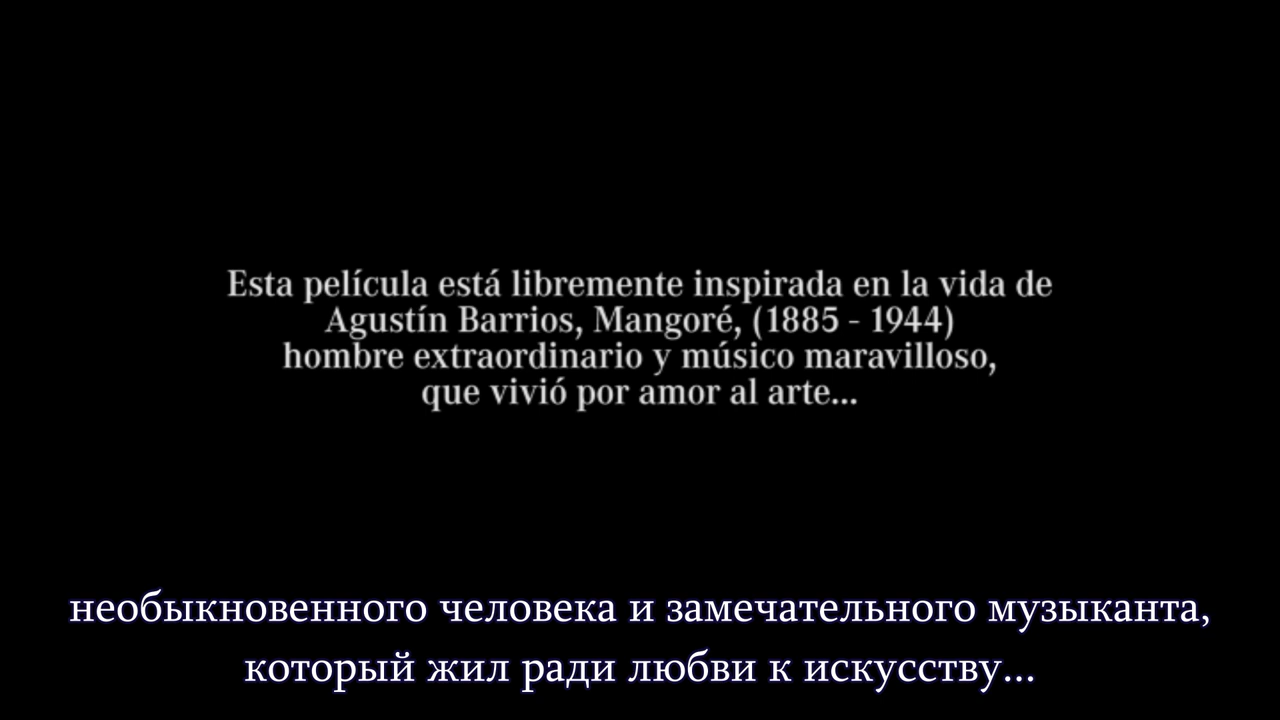 Esta película está libremente inspirada en la vida de
Agustín Barrios, Mangoré, (1885 - 1944)
hombre extraordinario y músico maravilloso,
que vivió por amor al arte...
необыкновенного человека и замечательного музыканта,
который жил ради любви к искусству...